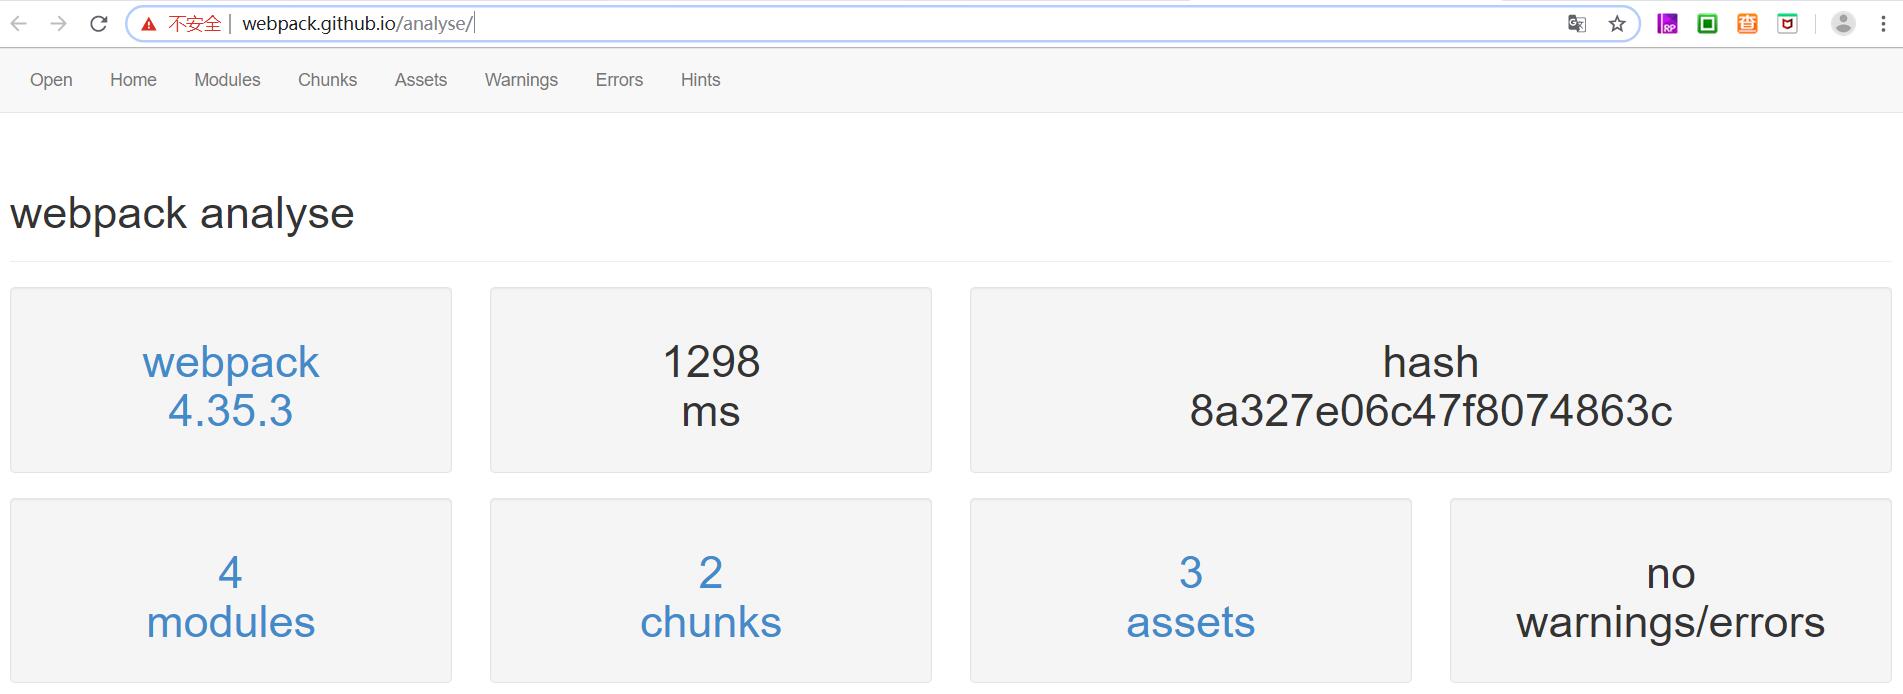 不安全 webpack.github.io/analyse/
Open Home Modules Chunks Assets Warnings Errors Hints
webpack analyse
webpack
4.35.3
1298
ms
hash
8a327e06c47f8074863c
4
modules
2
chunks
3
assets
no
warnings/errors